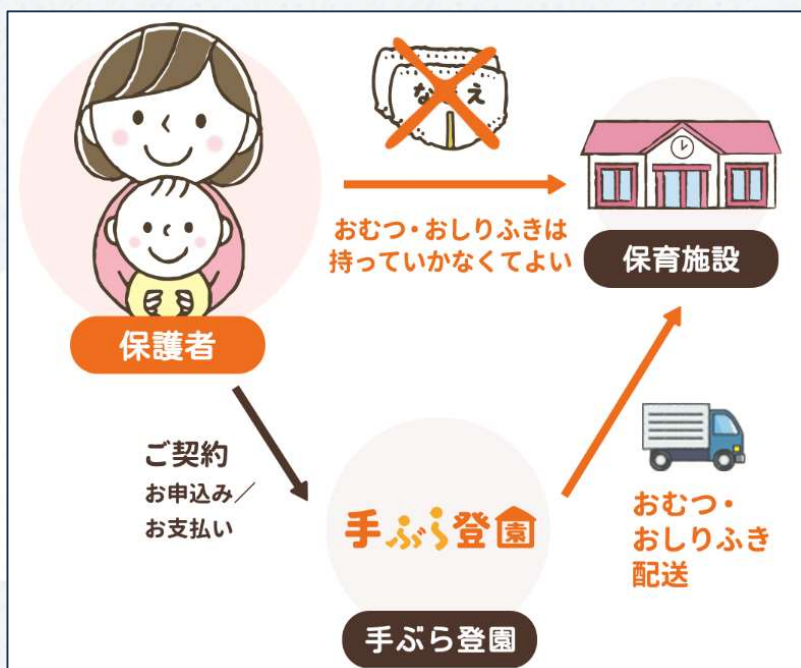 おむつ・おしりふきは
持っていかなくてよい
保育施設
保護者
ご契約
お申込み／
お支払い
手ぶら登園
手ぶら登園
おむつ・
おしりふき
配送